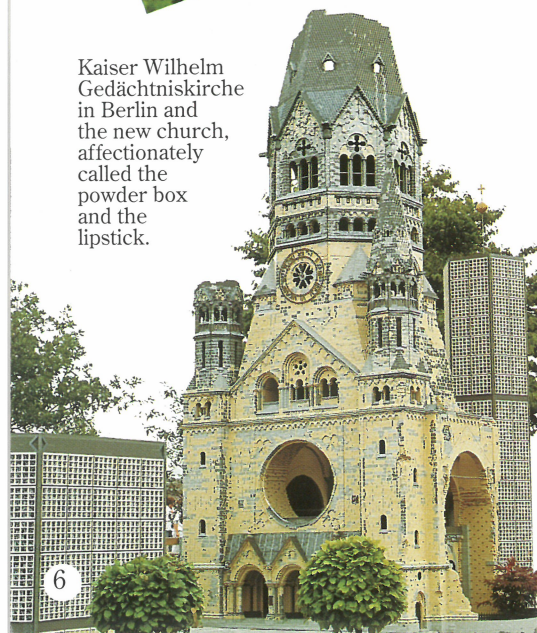 Kaiser Wilhelm
Gedächtniskirche
in Berlin and
the new church,
affectionately
called the
powder box
and the
lipstick.
6